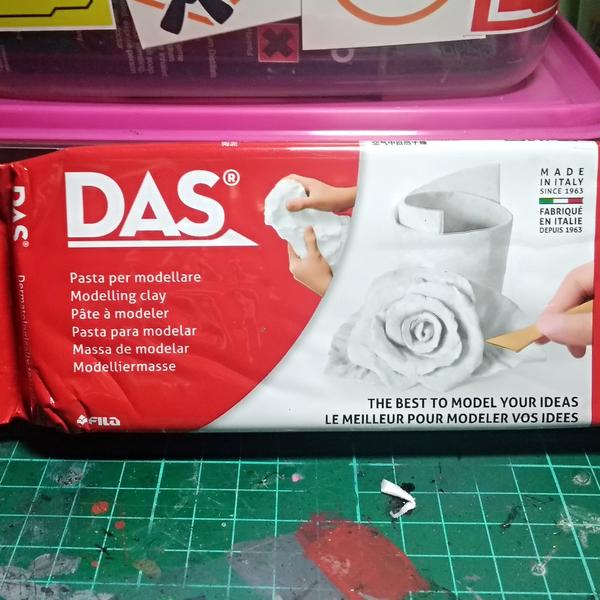 DAS®
Pasta per modellare
Modelling clay
Pâte à modeler
Pasta para modelar
Massa de modelar
Modelliermasse
FILA
MADE
IN ITALY
SINCE 1963
FABRIQUÉ
EN ITALIE
DEPUIS 1963
THE BEST TO MODEL YOUR IDEAS
LE MEILLEUR POUR MODELER VOS IDEES
DAS®